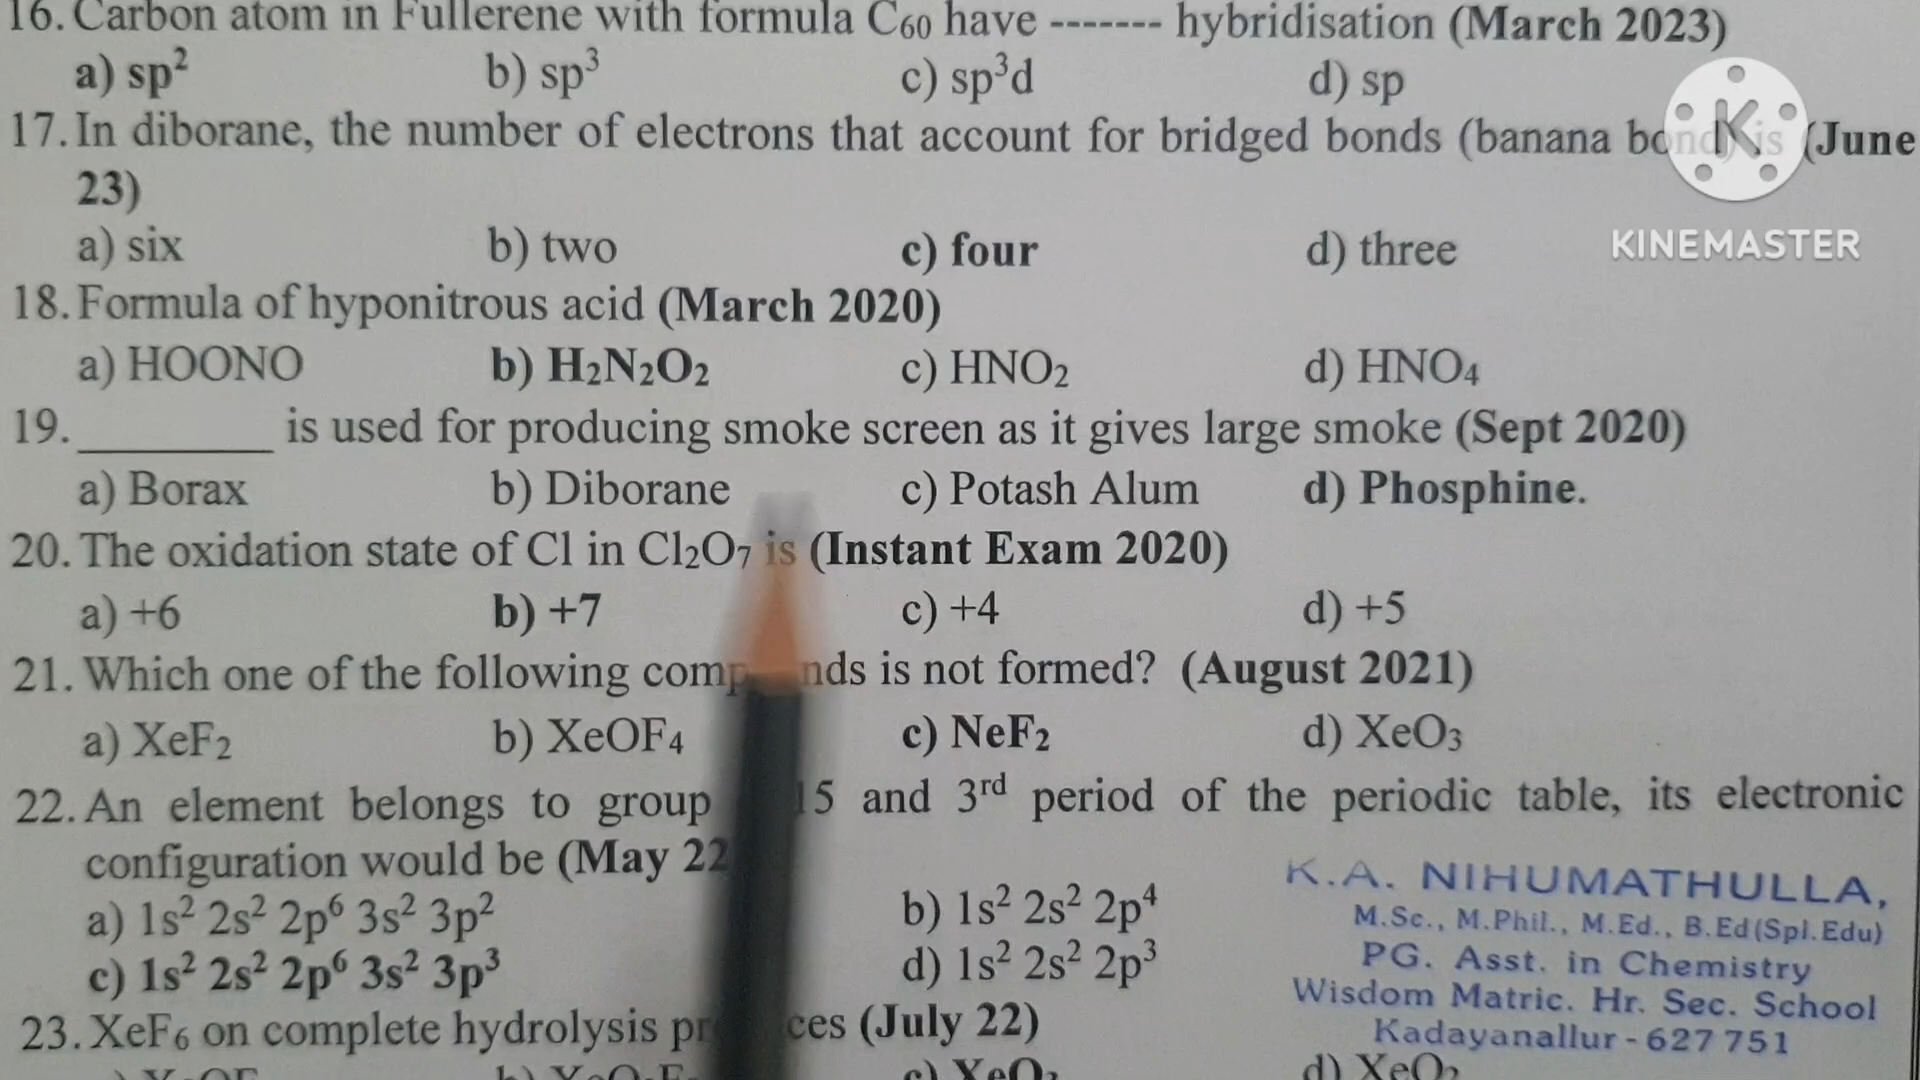 16. Carbon atom in Fullerene with formula C₆₀ have ------- hybridisation (March 2023)
a) sp² b) sp³ c) sp³d d) sp
17. In diborane, the number of electrons that account for bridged bonds (banana bond) is (June
23)
a) six b) two c) four d) three
KINEMASTER
18. Formula of hyponitrous acid (March 2020)
a) HOONO b) H₂N₂O₂ c) HNO₂ d) HNO₄
19. ________ is used for producing smoke screen as it gives large smoke (Sept 2020)
a) Borax b) Diborane c) Potash Alum d) Phosphine.
20. The oxidation state of Cl in Cl₂O₇ is (Instant Exam 2020)
a) +6 b) +7 c) +4 d) +5
21. Which one of the following is not formed? (August 2021)
a) XeF₂ b) XeOF₄ c) NeF₂ d) XeO₃
22. An element belongs to group 15 and 3rd period of the periodic table, its electronic
configuration would be (May 22
a) 1s² 2s² 2p⁶ 3s² 3p² b) 1s² 2s² 2p⁴
c) 1s² 2s² 2p⁶ 3s² 3p³ d) 1s² 2s² 2p³
23. XeF₆ on complete hydrolysis (July 22)
K.A. NIHUMATHULLA,
M.Sc., M.Phil., M.Ed., B.Ed(Spl.Edu)
PG. Asst. in Chemistry
Wisdom Matric. Hr. Sec. School
Kadayanallur - 627 751